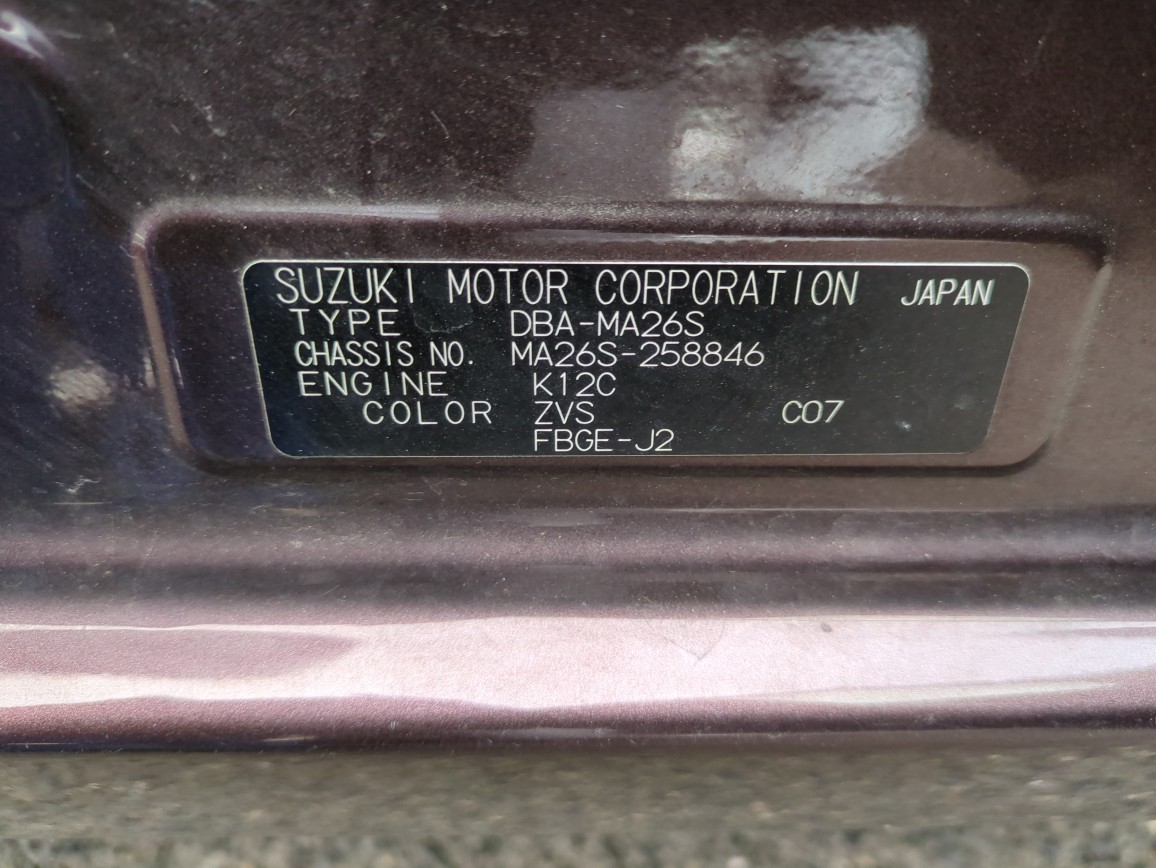 SUZUKI MOTOR CORPORATION JAPAN
TYPE DBA-MA26S
CHASSIS NO. MA26S-258846
ENGINE K12C
COLOR ZVS C07
FBGE-J2